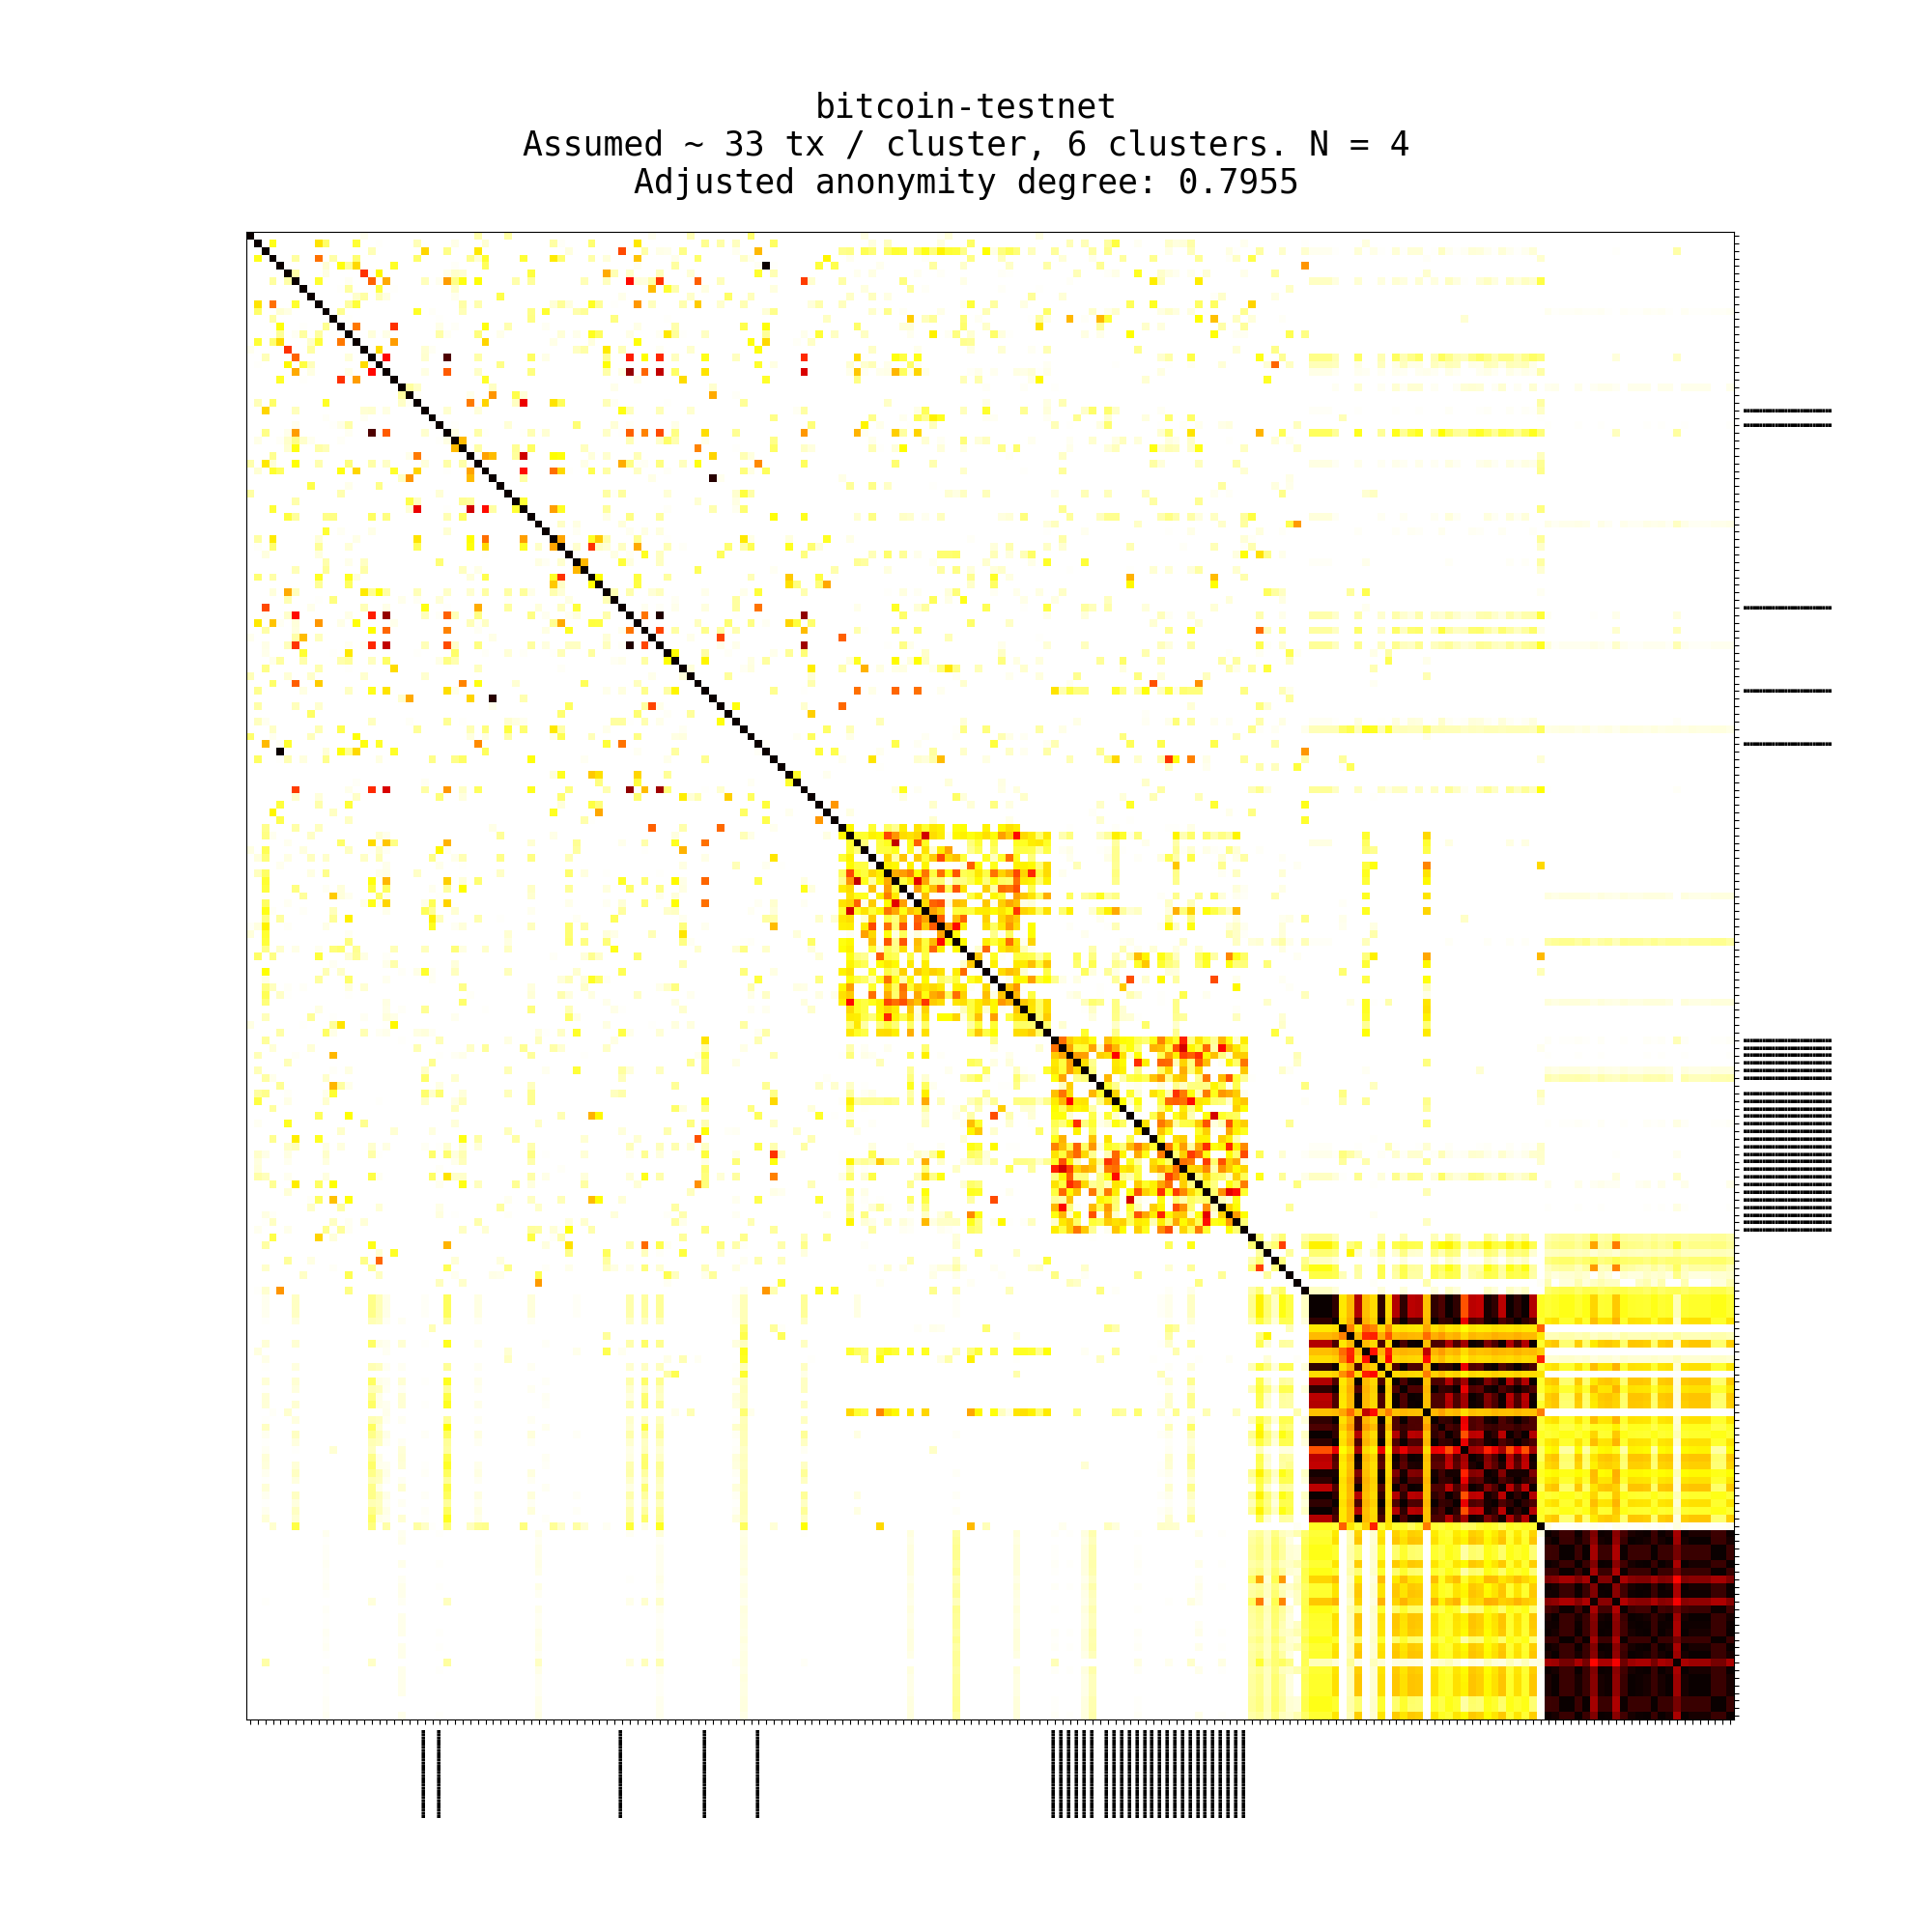 bitcoin-testnet
Assumed ~ 33 tx / cluster, 6 clusters. N = 4
Adjusted anonymity degree: 0.7955